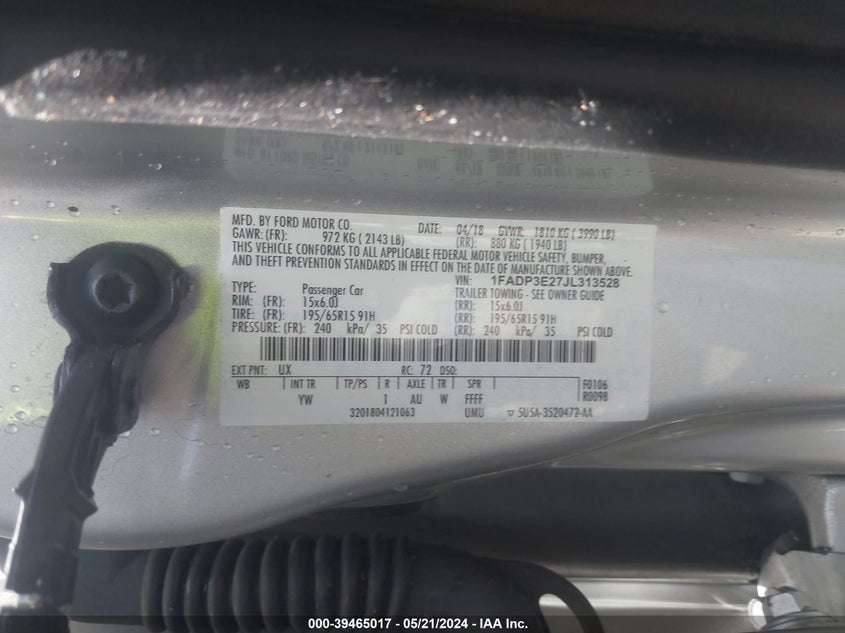 MFD. BY FORD MOTOR CO.
DATE: 04/18 GVWR: 1810 KG ( 3990 LB)
GAWR: (FR): 972 KG ( 2143 LB) (RR): 880 KG ( 1940 LB)
THIS VEHICLE CONFORMS TO ALL APPLICABLE FEDERAL MOTOR VEHICLE SAFETY, BUMPER,
AND THEFT PREVENTION STANDARDS IN EFFECT ON THE DATE OF MANUFACTURE SHOWN ABOVE.
VIN: 1FADP3E27JL313528
TYPE: Passenger Car TRAILER TOWING - SEE OWNER GUIDE
RIM: (FR): 15x6.0J (RR): 15x6.0J
TIRE: (FR): 195/65R15 91H (RR): 195/65R15 91H
PRESSURE: (FR): 240 kPa/ 35 PSI COLD (RR): 240 kPa/ 35 PSI COLD
EXT PNT: UX RC: 72 DSO:
WB INT TR TP/PS R AXLE TR SPR F0106
YW 1 AU W FFFF R0098
3201804121063 UMU 5U5A-3520472-AA
000-39465017 - 05/21/2024 - IAA Inc.